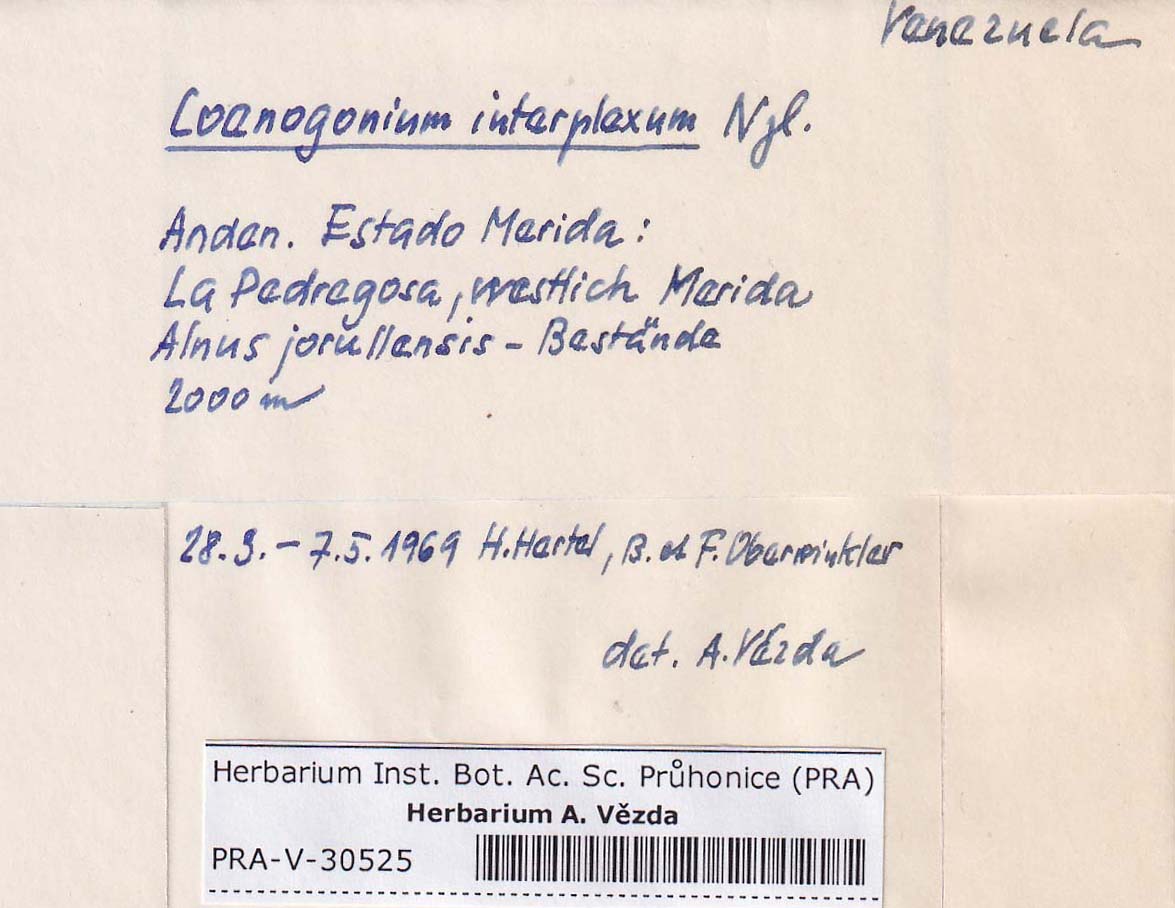 Venezuela
Coenogonium interplexum Nyl.
Anden. Estado Merida:
La Pedregosa, westlich Merida
Alnus jorullensis - Bestände
2000 m
28.3. - 7.5. 1969 H. Hertel, B. et F. Oberwinkler
det. A. Vězda
Herbarium Inst. Bot. Ac. Sc. Průhonice (PRA)
Herbarium A. Vězda
PRA-V-30525